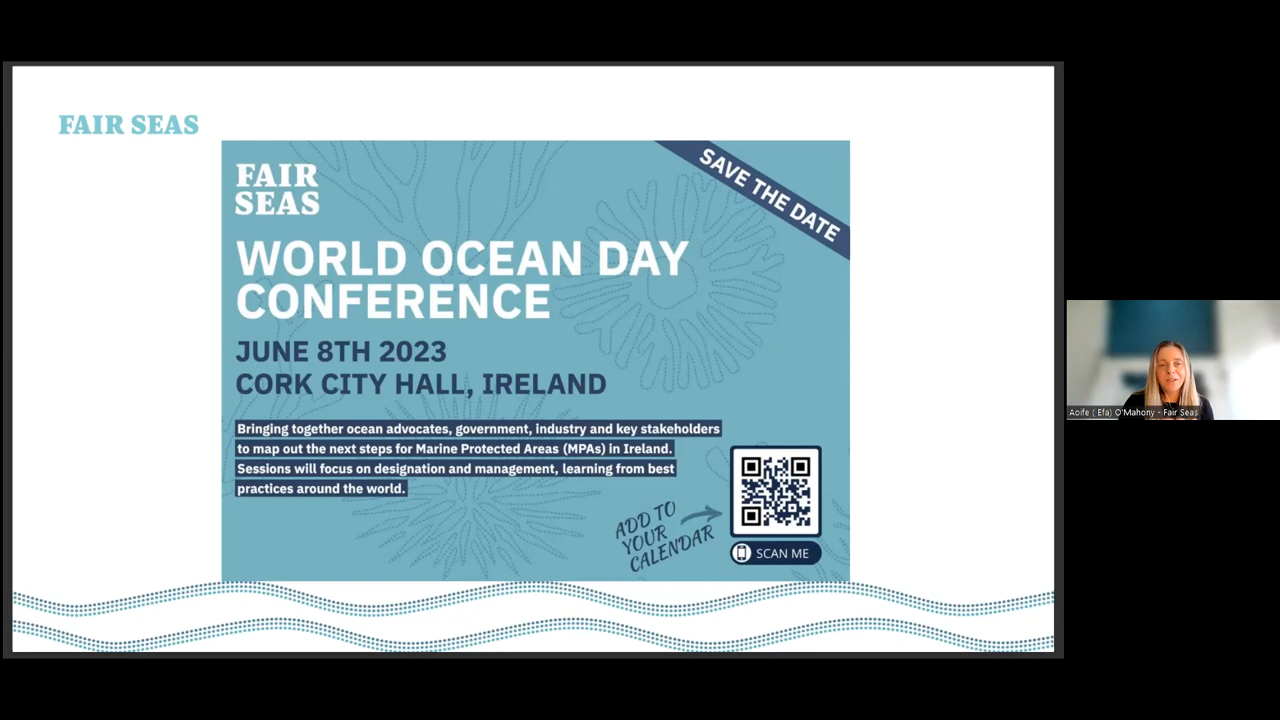 FAIR SEAS
FAIR
SEAS
SAVE THE DATE
WORLD OCEAN DAY
CONFERENCE
JUNE 8TH 2023
CORK CITY HALL, IRELAND
Bringing together ocean advocates, government, industry and key stakeholders
to map out the next steps for Marine Protected Areas (MPAs) in Ireland.
Sessions will focus on designation and management, learning from best
practices around the world.
ADD TO
YOUR
CALENDAR
SCAN ME
Aoife ( Efa) O'Mahony - Fair Seas